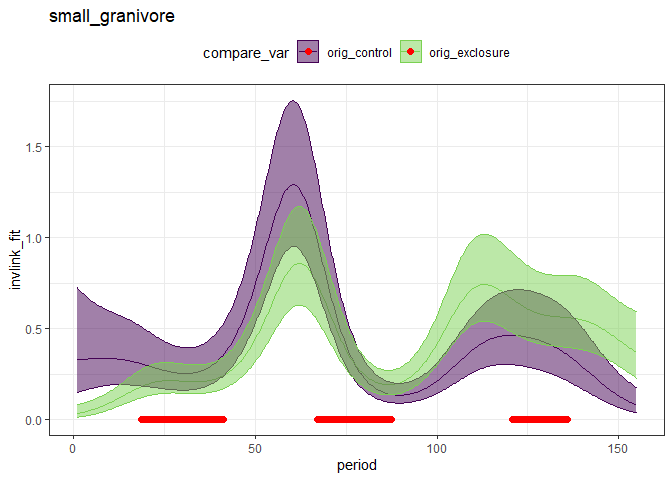 small_granivore
compare_var orig_control orig_exclosure
invlink_fit
1.5
1.0
0.5
0.0
0 50 100 150
period